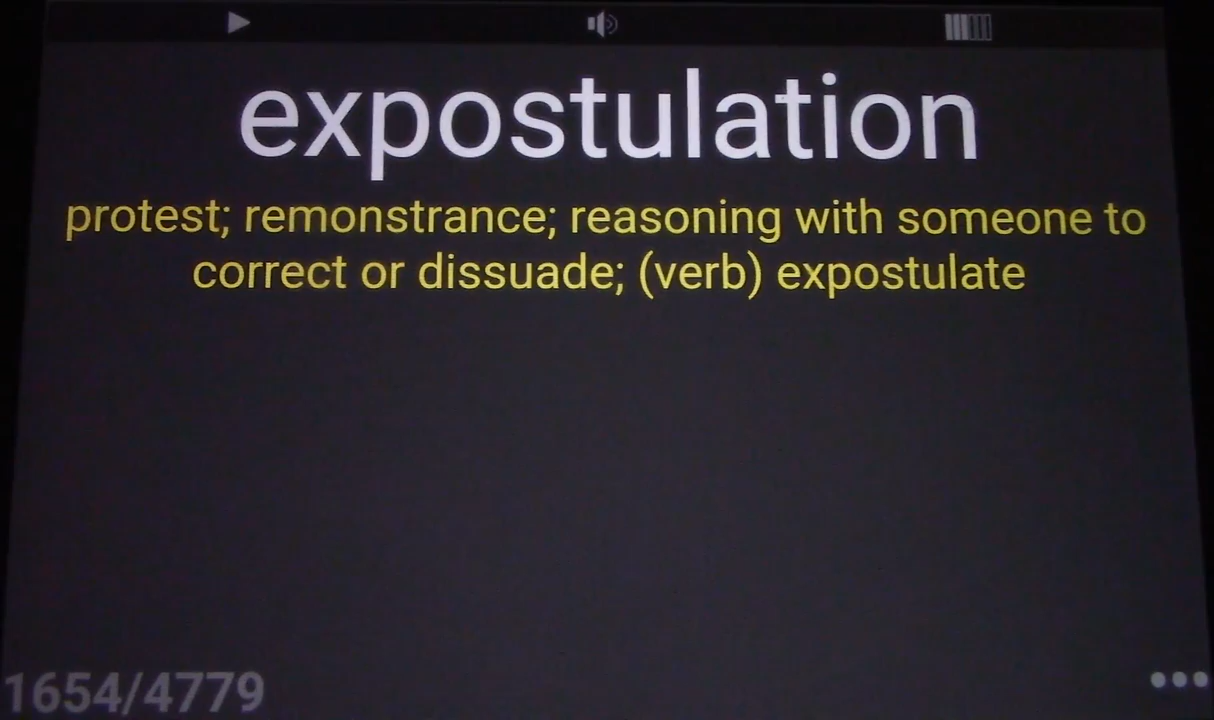 expostulation
protest; remonstrance; reasoning with someone to
correct or dissuade; (verb) expostulate
1654/4779